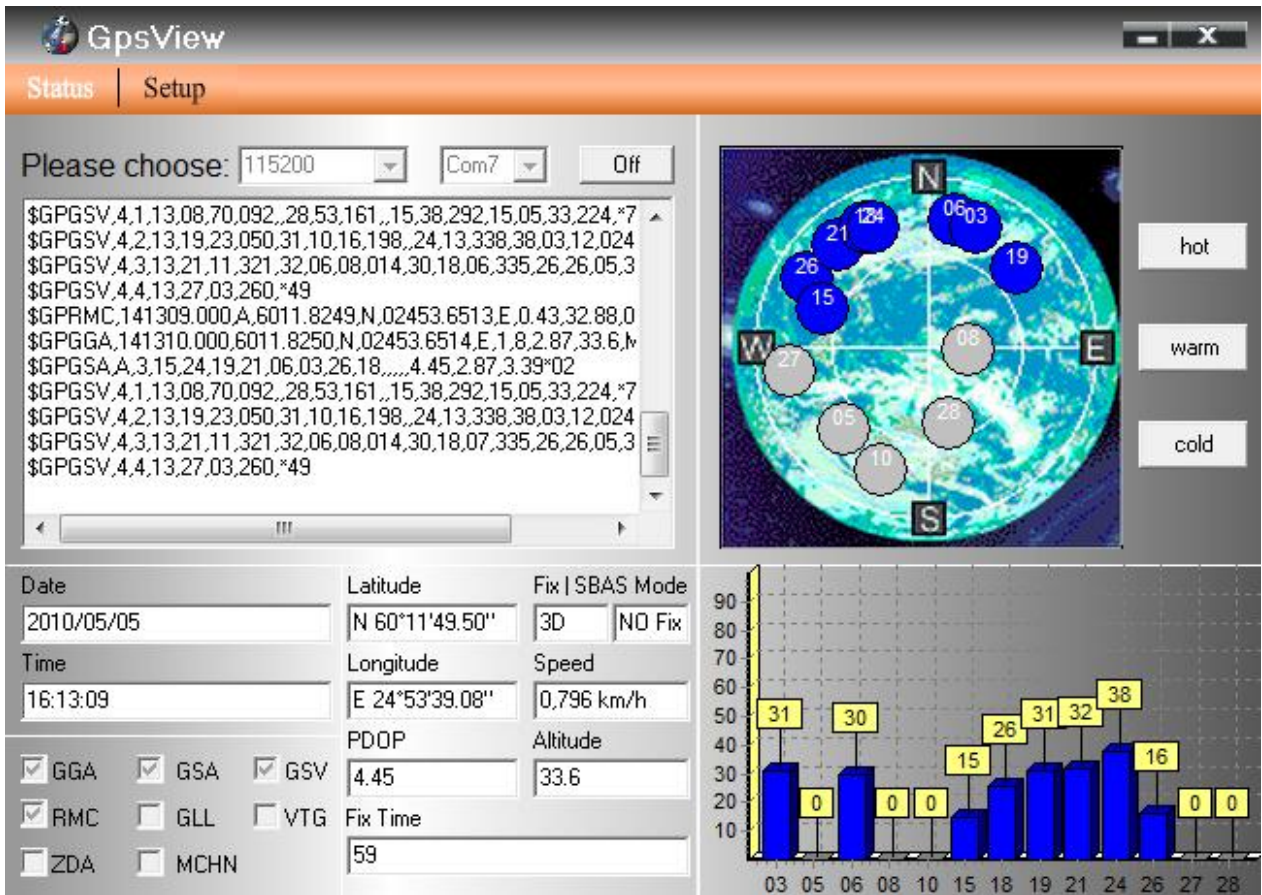 GpsView
Status | Setup
Please choose: 115200 Com7 Off
$GPGSV,4,1,13,08,70,092,,28,53,161,,15,38,292,15,05,33,224,*7
$GPGSV,4,2,13,19,23,050,31,10,16,198,,24,13,338,38,03,12,024
$GPGSV,4,3,13,21,11,321,32,06,08,014,30,18,06,335,26,26,05,3
$GPGSV,4,4,13,27,03,260,*49
$GPRMC,141309.000,A,6011.8249,N,02453.6513,E,0.43,32.88,0
$GPGGA,141310.000,6011.8250,N,02453.6514,E,1,8,2.87,33.6,M
$GPGSA,A,3,15,24,19,21,06,03,26,18,,,,,4.45,2.87,3.39*02
$GPGSV,4,1,13,08,70,092,,28,53,161,,15,38,292,15,05,33,224,*7
$GPGSV,4,2,13,19,23,050,31,10,16,198,,24,13,338,38,03,12,024
$GPGSV,4,3,13,21,11,321,32,06,08,014,30,18,07,335,26,26,05,3
$GPGSV,4,4,13,27,03,260,*49
N
24 06 03
21
26 19
15
W 27 08 E
05 28
10
S
hot
warm
cold
Date
2010/05/05
Time
16:13:09
GGA GSA GSV
RMC GLL VTG
ZDA MCHN
Latitude
N 60°11'49.50''
Longitude
E 24°53'39.08''
PDOP
4.45
Fix | SBAS Mode
3D NO Fix
Speed
0,796 km/h
Altitude
33.6
Fix Time
59
90
80
70
60
50
40
30
20
10
31 0 30 0 0 15 26 31 32 38 16 0 0
03 05 06 08 10 15 18 19 21 24 26 27 28